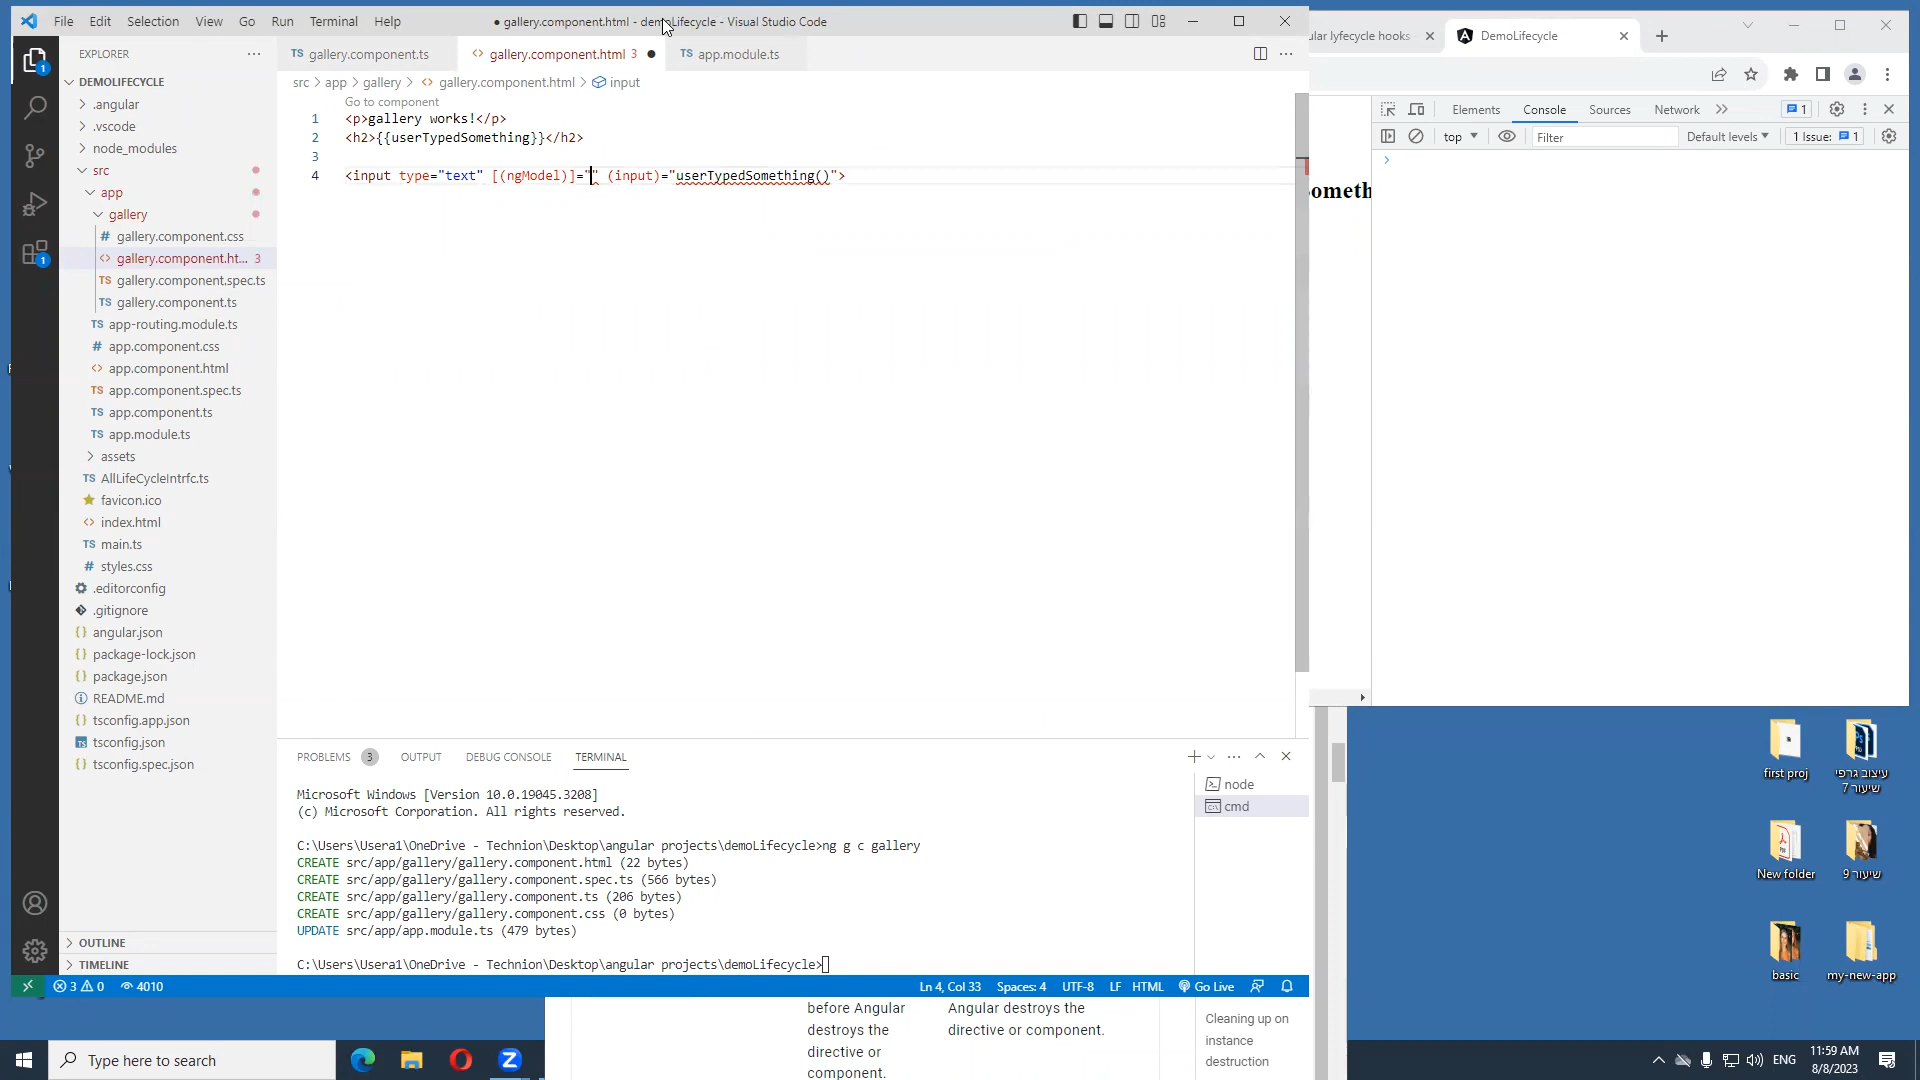 File Edit Selection View Go Run Terminal Help
● gallery.component.html - demoLifecycle - Visual Studio Code
EXPLORER
DEMOLIFECYCLE
.angular
.vscode
node_modules
src
app
gallery
gallery.component.css
gallery.component.ht... 3
gallery.component.spec.ts
gallery.component.ts
app-routing.module.ts
app.component.css
app.component.html
app.component.spec.ts
app.component.ts
app.module.ts
assets
AllLifeCycleIntrfc.ts
favicon.ico
index.html
main.ts
styles.css
.editorconfig
.gitignore
angular.json
package-lock.json
package.json
README.md
tsconfig.app.json
tsconfig.json
tsconfig.spec.json
OUTLINE
TIMELINE
gallery.component.ts gallery.component.html 3 app.module.ts
src > app > gallery > gallery.component.html > input
Go to component
1 <p>gallery works!</p>
2 <h2>{{userTypedSomething}}</h2>
3
4 <input type="text" [(ngModel)]="" (input)="userTypedSomething()">
PROBLEMS 3 OUTPUT DEBUG CONSOLE TERMINAL
node
cmd
Microsoft Windows [Version 10.0.19045.3208]
(c) Microsoft Corporation. All rights reserved.
C:\Users\Usera1\OneDrive - Technion\Desktop\angular projects\demoLifecycle>ng g c gallery
CREATE src/app/gallery/gallery.component.html (22 bytes)
CREATE src/app/gallery/gallery.component.spec.ts (566 bytes)
CREATE src/app/gallery/gallery.component.ts (206 bytes)
CREATE src/app/gallery/gallery.component.css (0 bytes)
UPDATE src/app/app.module.ts (479 bytes)
C:\Users\Usera1\OneDrive - Technion\Desktop\angular projects\demoLifecycle>
3 0 4010 Ln 4, Col 33 Spaces: 4 UTF-8 LF HTML Go Live
ular lyfecycle hooks DemoLifecycle
Elements Console Sources Network 1
top Filter Default levels 1 Issue: 1
ometh
before Angular
destroys the
directive or
component.
Angular destroys the
directive or component.
Cleaning up on
instance
destruction
first proj
עיצוב גרפי
שיעור 7
New folder
שיעור 9
basic
my-new-app
Type here to search
ENG
11:59 AM
8/8/2023